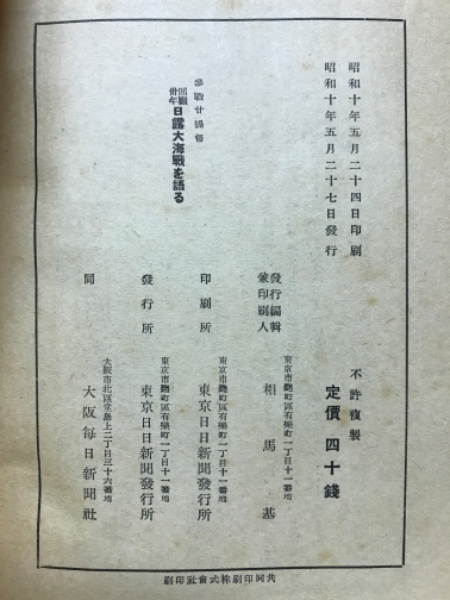 昭和十年五月二十四日印刷
昭和十年五月二十七日發行
不許複製
定價 四十錢
參戰廿提督
回顧卅年
日露大海戰を語る
發行編輯兼印刷人
東京市麴町區有樂町一丁目十一番地
相馬基
印刷所
東京市麴町區有樂町一丁目十一番地
東京日日新聞發行所
發行所
東京市麴町區有樂町一丁目十一番地
東京日日新聞發行所
同
大阪市北區堂島上二丁目三十六番地
大阪每日新聞社
共同印刷株式會社印刷